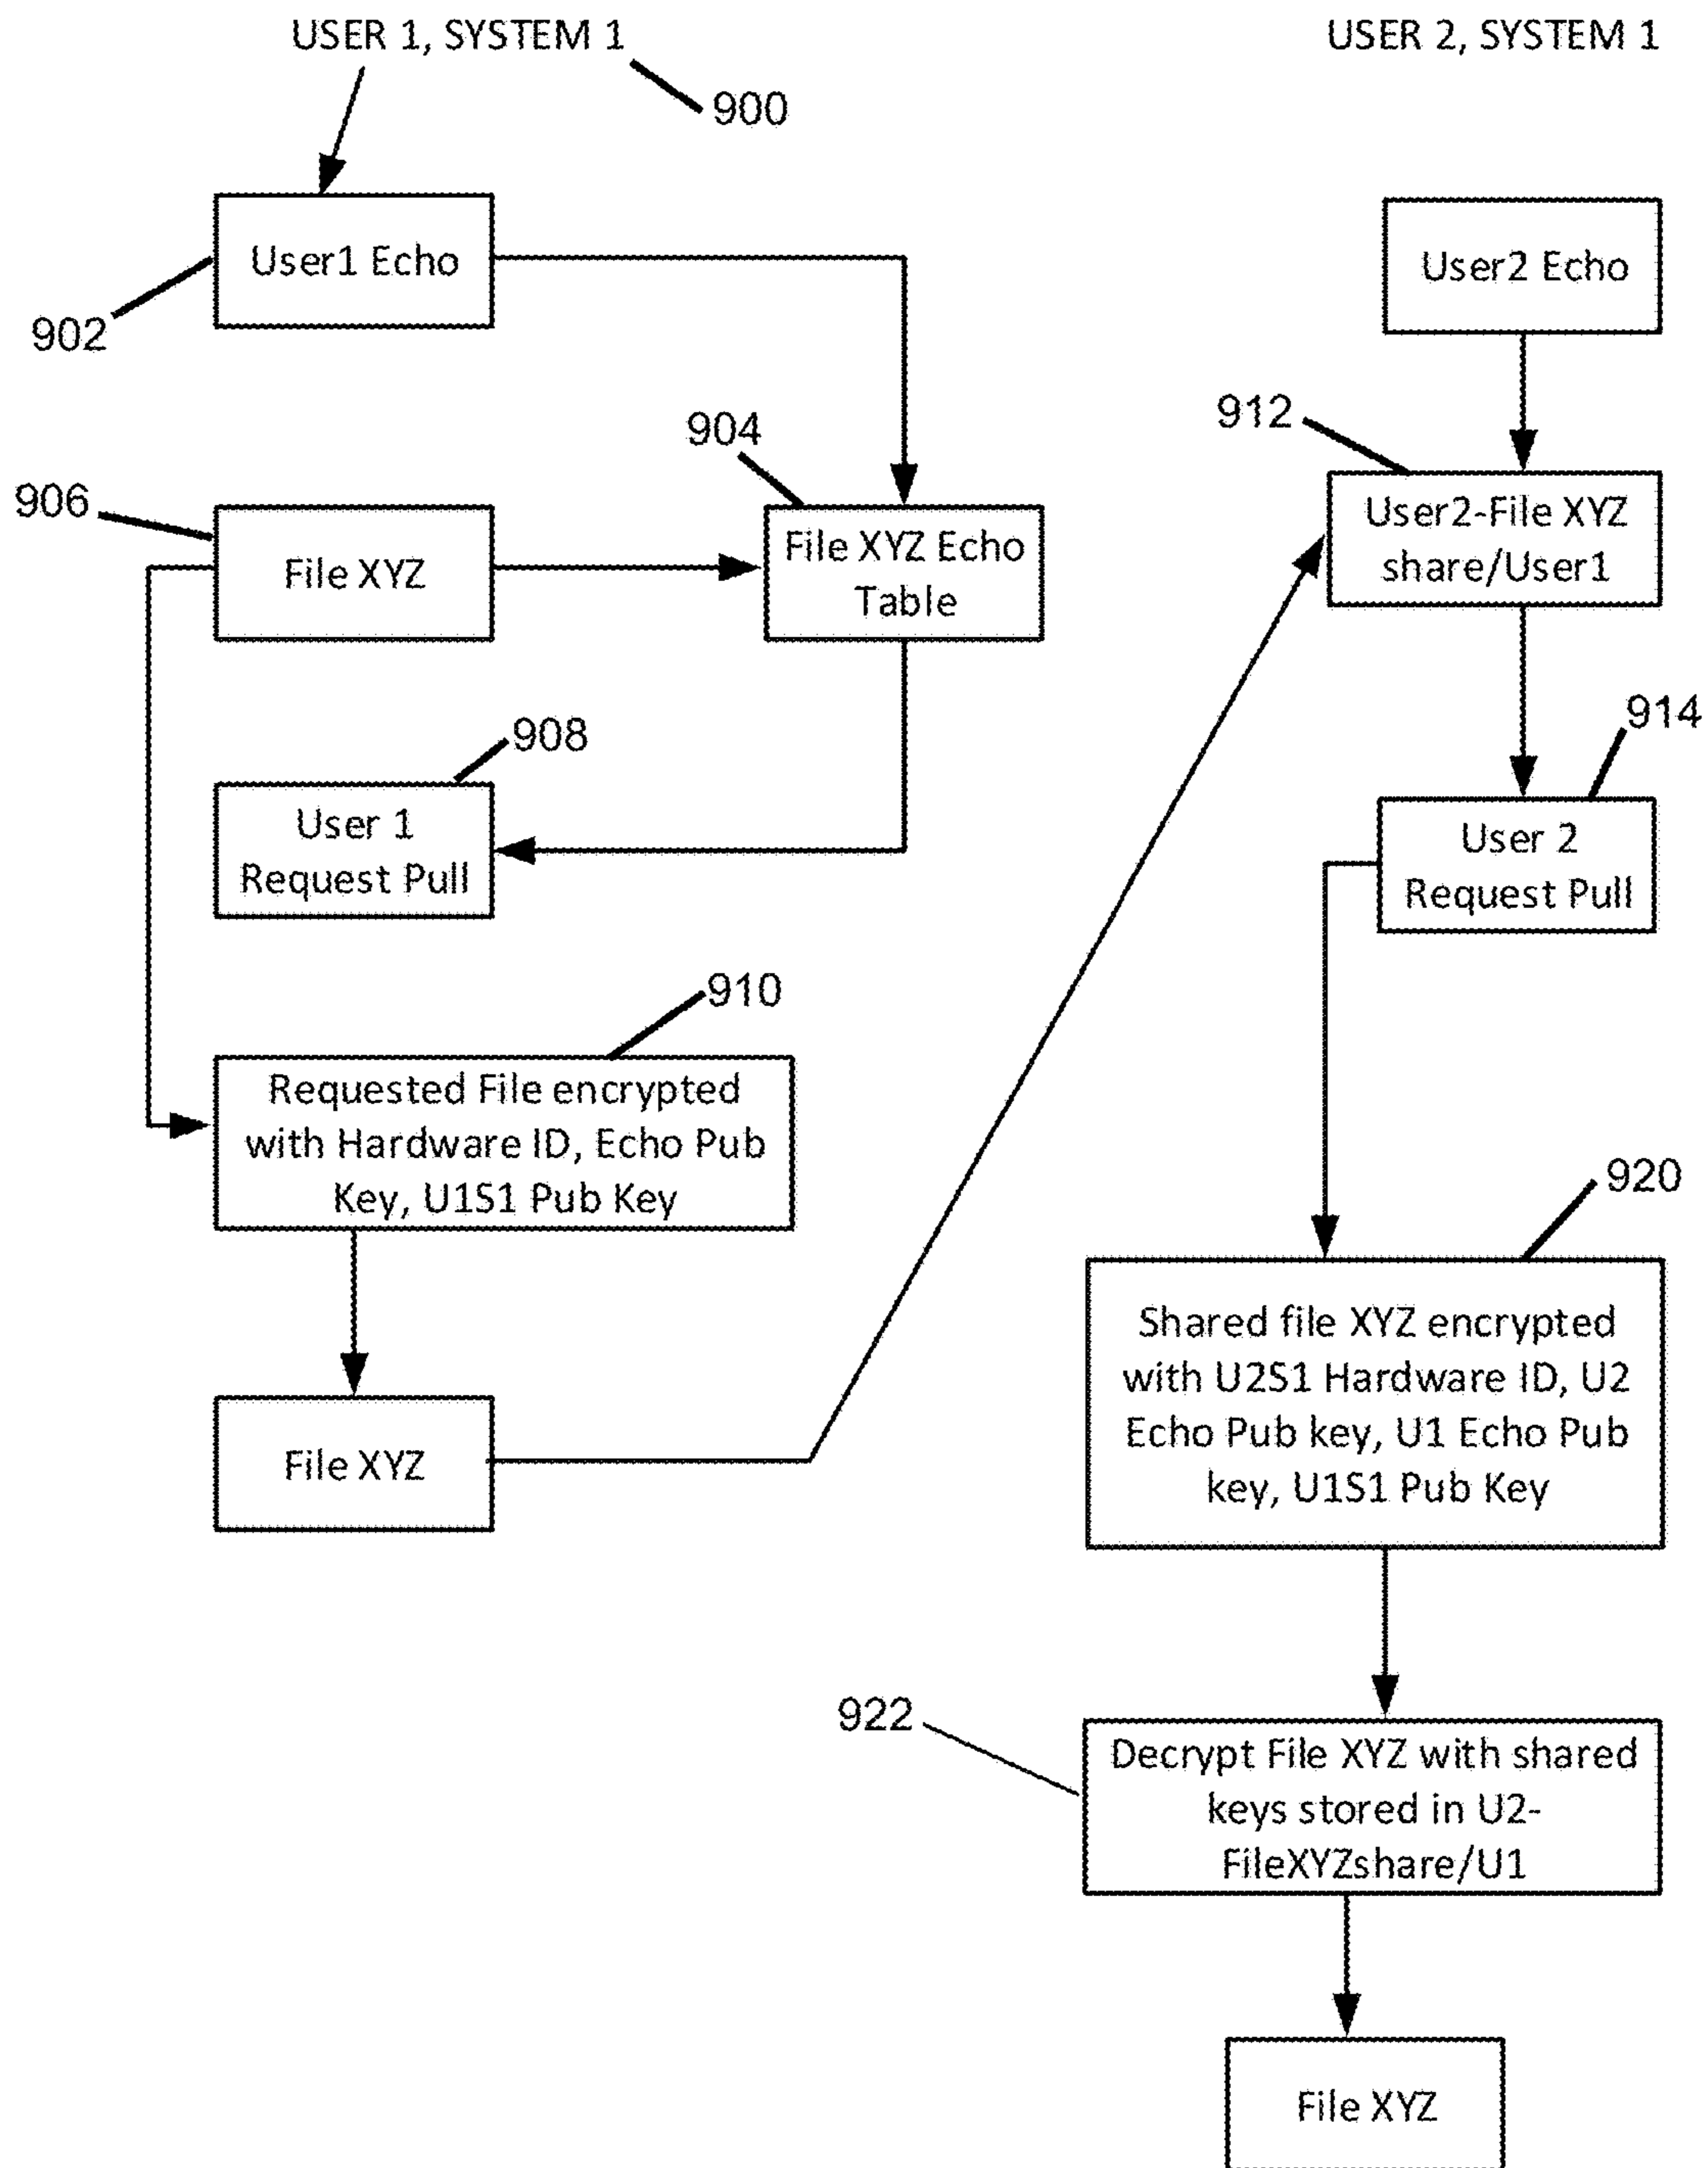 USER 1, SYSTEM 1
900
User1 Echo
902
904
906
File XYZ
File XYZ Echo
Table
908
User 1
Request Pull
910
Requested File encrypted
with Hardware ID, Echo Pub
Key, U1S1 Pub Key
File XYZ
USER 2, SYSTEM 1
User2 Echo
912
User2-File XYZ
share/User1
914
User 2
Request Pull
920
Shared file XYZ encrypted
with U2S1 Hardware ID, U2
Echo Pub key, U1 Echo Pub
key, U1S1 Pub Key
922
Decrypt File XYZ with shared
keys stored in U2-
FileXYZshare/U1
File XYZ